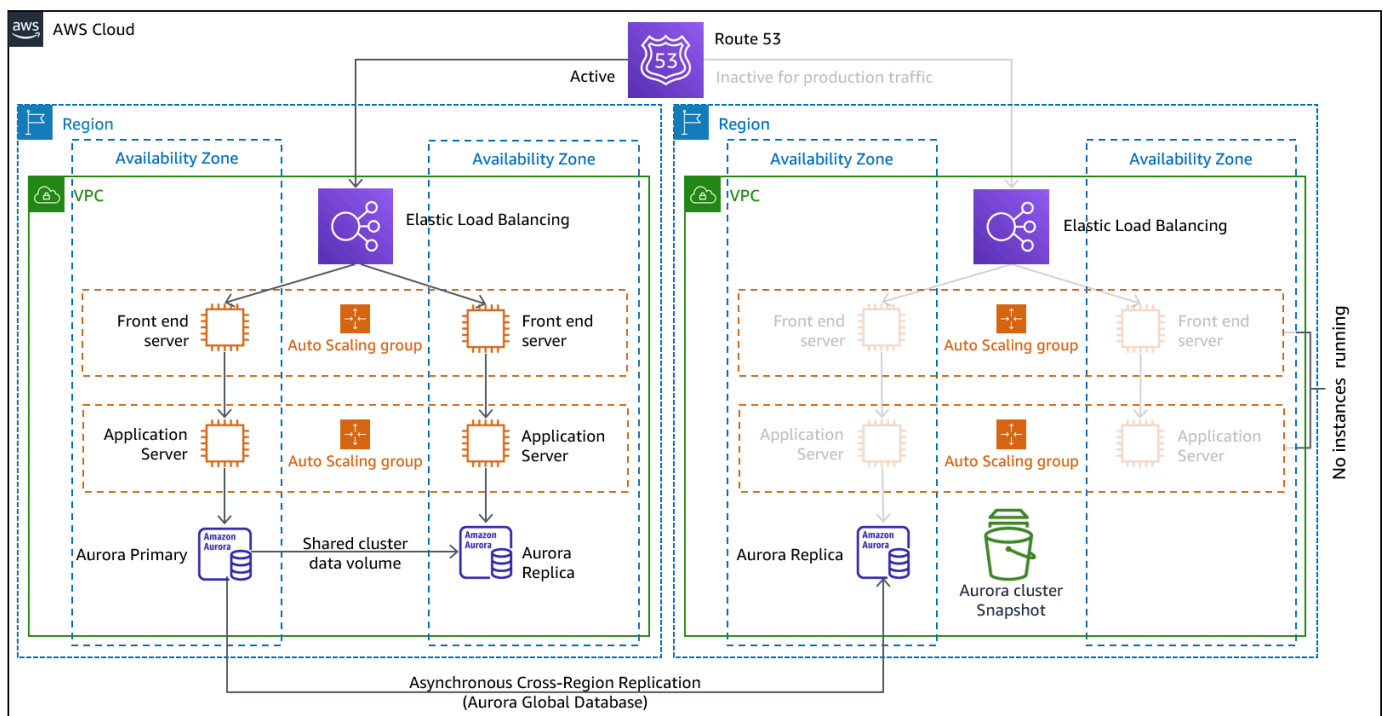 aws
AWS Cloud
Route 53
53
Active
Inactive for production traffic
Region
Availability Zone
Availability Zone
VPC
Elastic Load Balancing
Front end
server
Auto Scaling group
Front end
server
Application
Server
Auto Scaling group
Application
Server
Aurora Primary
Amazon
Aurora
Shared cluster
data volume
Amazon
Aurora
Aurora
Replica
Region
Availability Zone
Availability Zone
VPC
Elastic Load Balancing
Front end
server
Auto Scaling group
Front end
server
Application
Server
Auto Scaling group
Application
Server
No instances running
Aurora Replica
Amazon
Aurora
Aurora cluster
Snapshot
Asynchronous Cross-Region Replication
(Aurora Global Database)